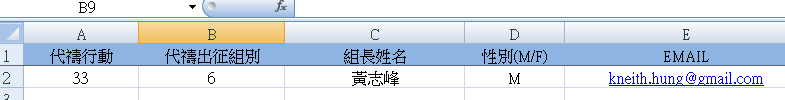 B9
fx
A B C D E
1 代禱行動 代禱出征組別 組長姓名 性別(M/F) EMAIL
2 33 6 黃志峰 M kneith.hung@gmail.com
3